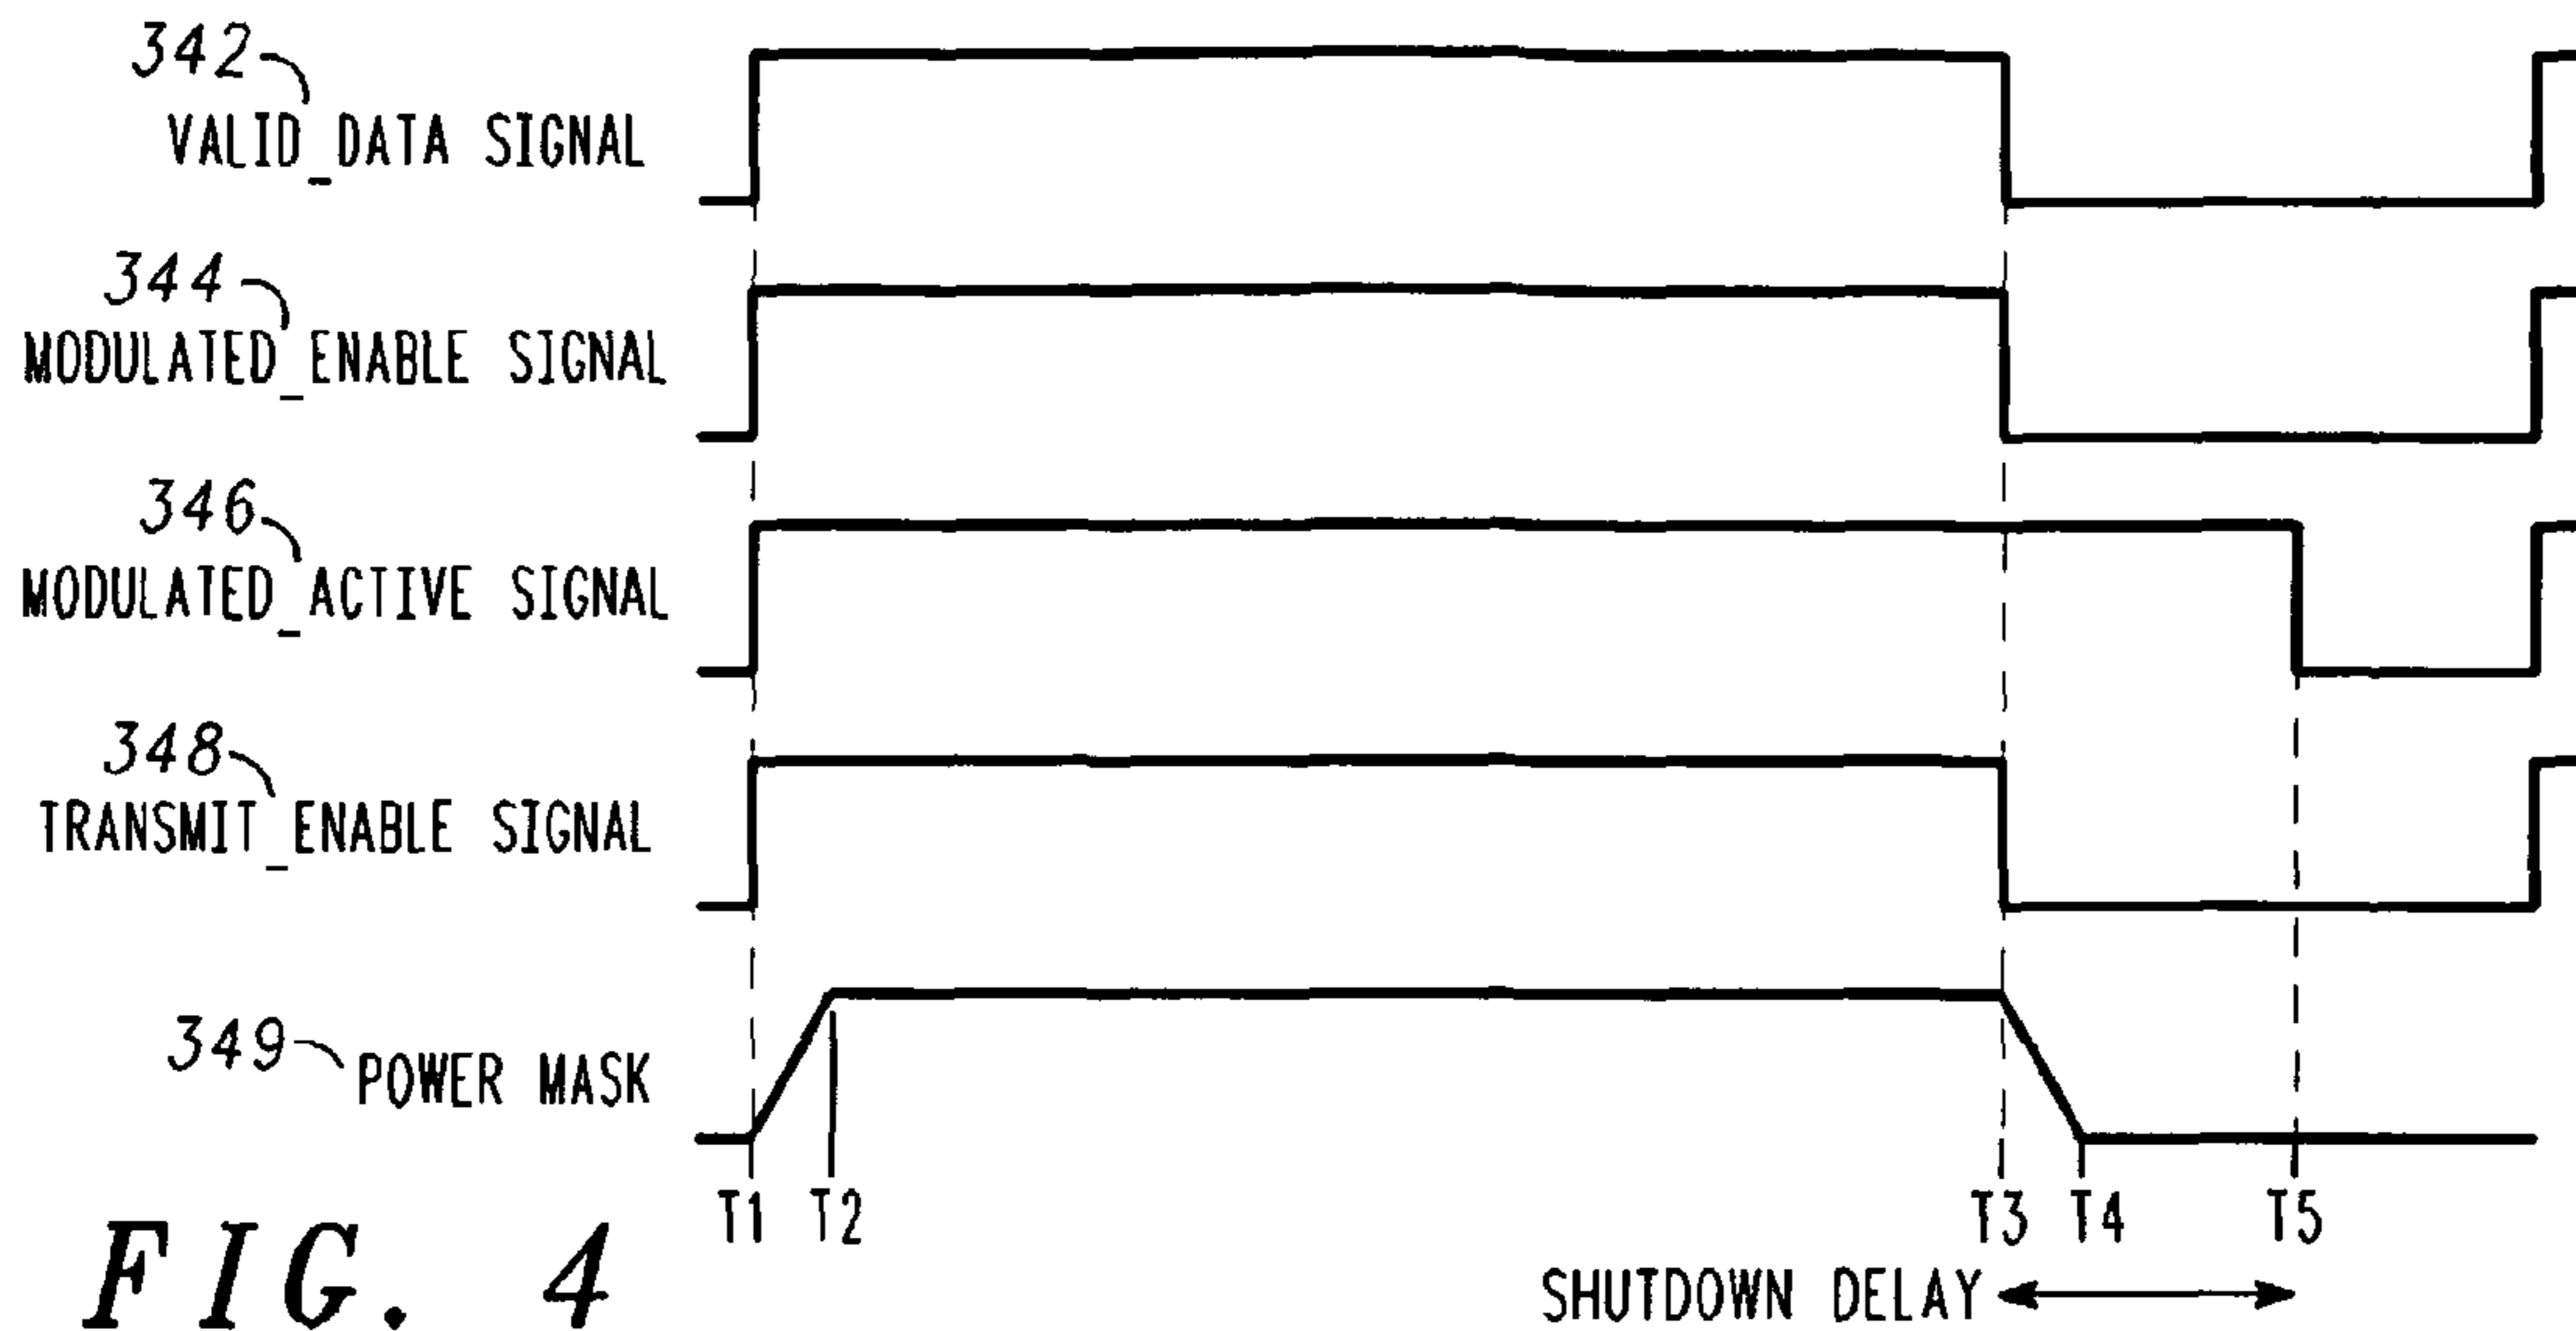 342
VALID_DATA SIGNAL
344
MODULATED_ENABLE SIGNAL
346
MODULATED_ACTIVE SIGNAL
348
TRANSMIT_ENABLE SIGNAL
349 POWER MASK
T1 T2 T3 T4 T5
SHUTDOWN DELAY
FIG. 4